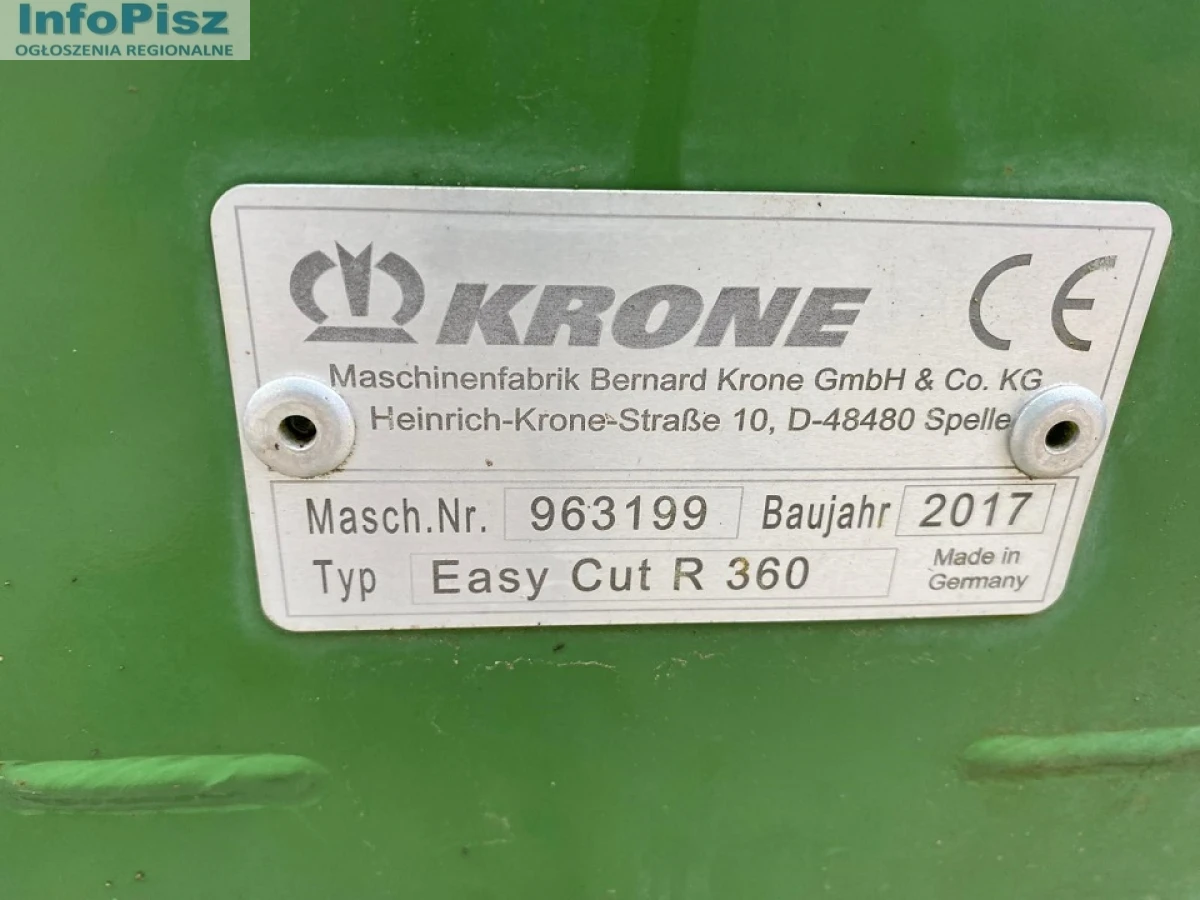 InfoPisz
OGŁOSZENIA REGIONALNE
KRONE CE
Maschinenfabrik Bernard Krone GmbH & Co. KG
Heinrich-Krone-Straße 10, D-48480 Spelle
Masch.Nr. 963199 Baujahr 2017
Typ Easy Cut R 360 Made in
Germany